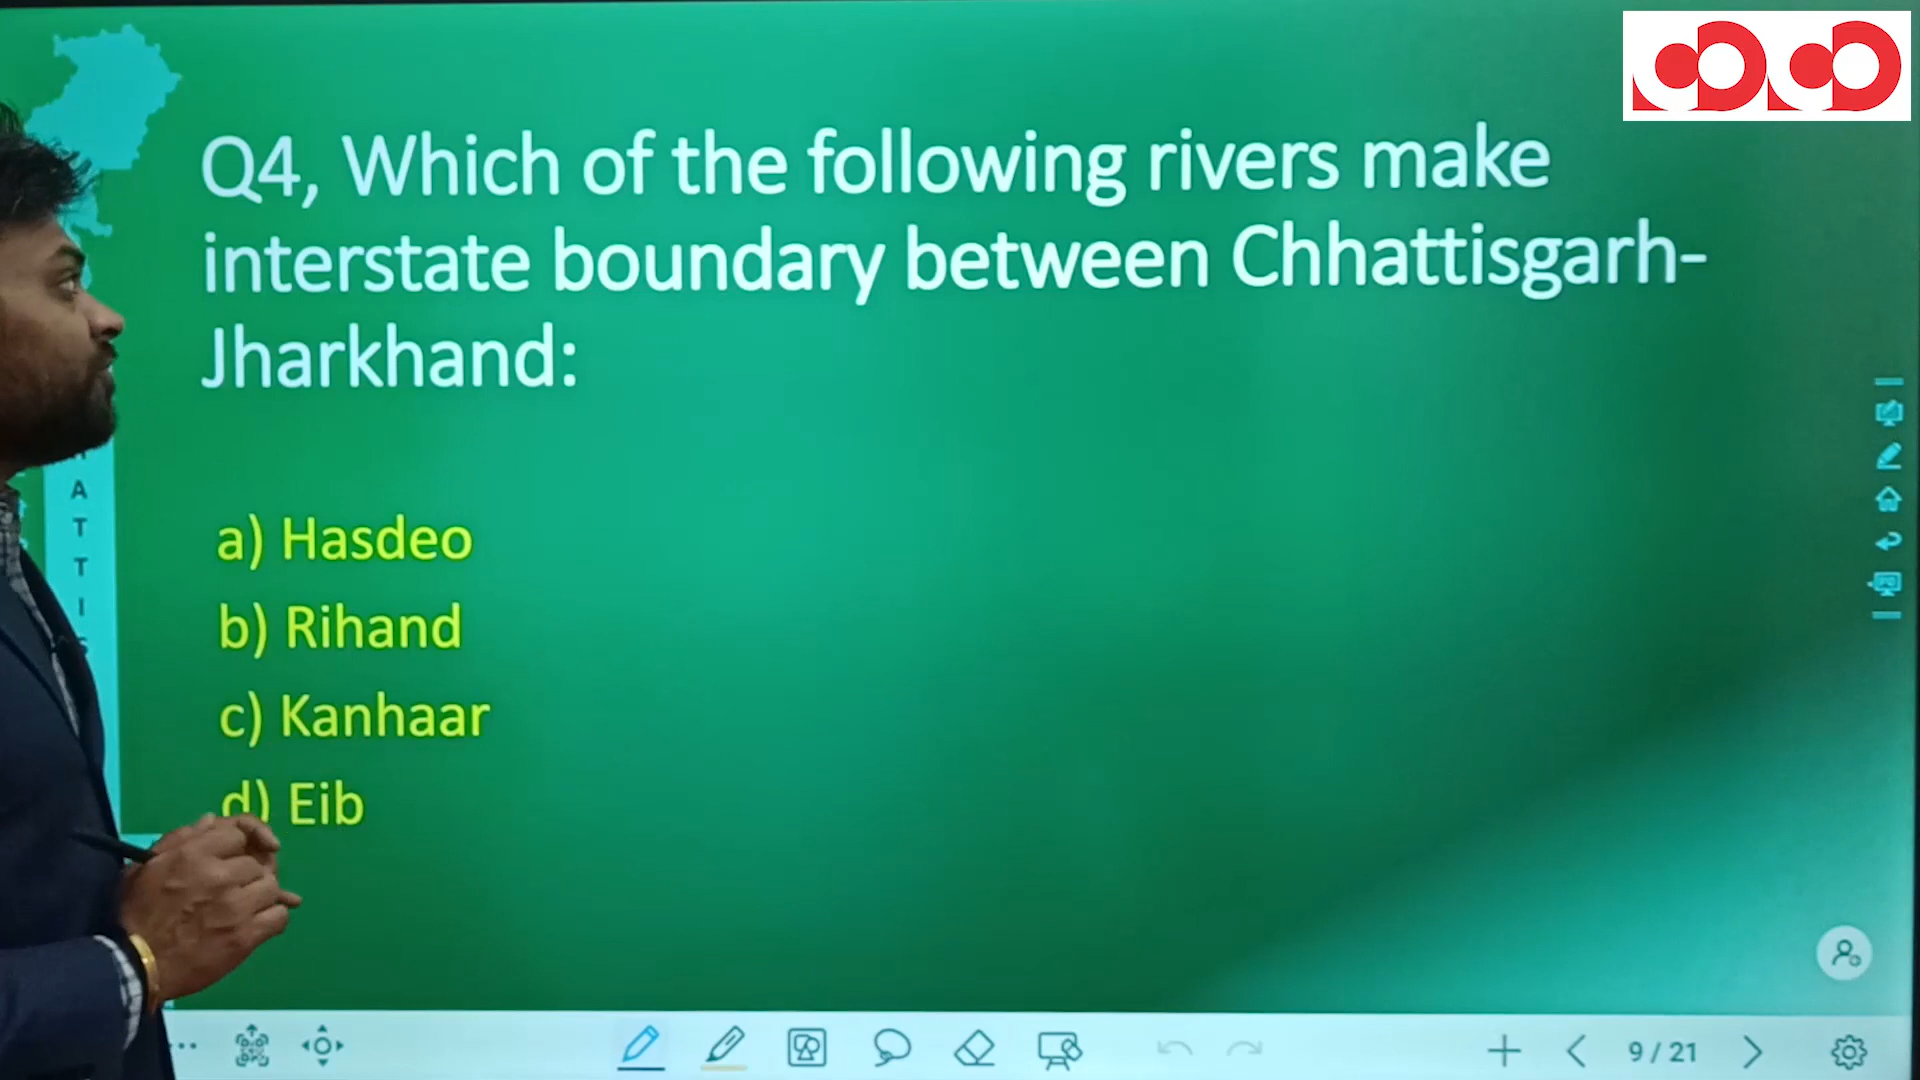 Q4, Which of the following rivers make
interstate boundary between Chhattisgarh-
Jharkhand:
a) Hasdeo
b) Rihand
c) Kanhaar
d) Eib
A
T
T
I
9 / 21